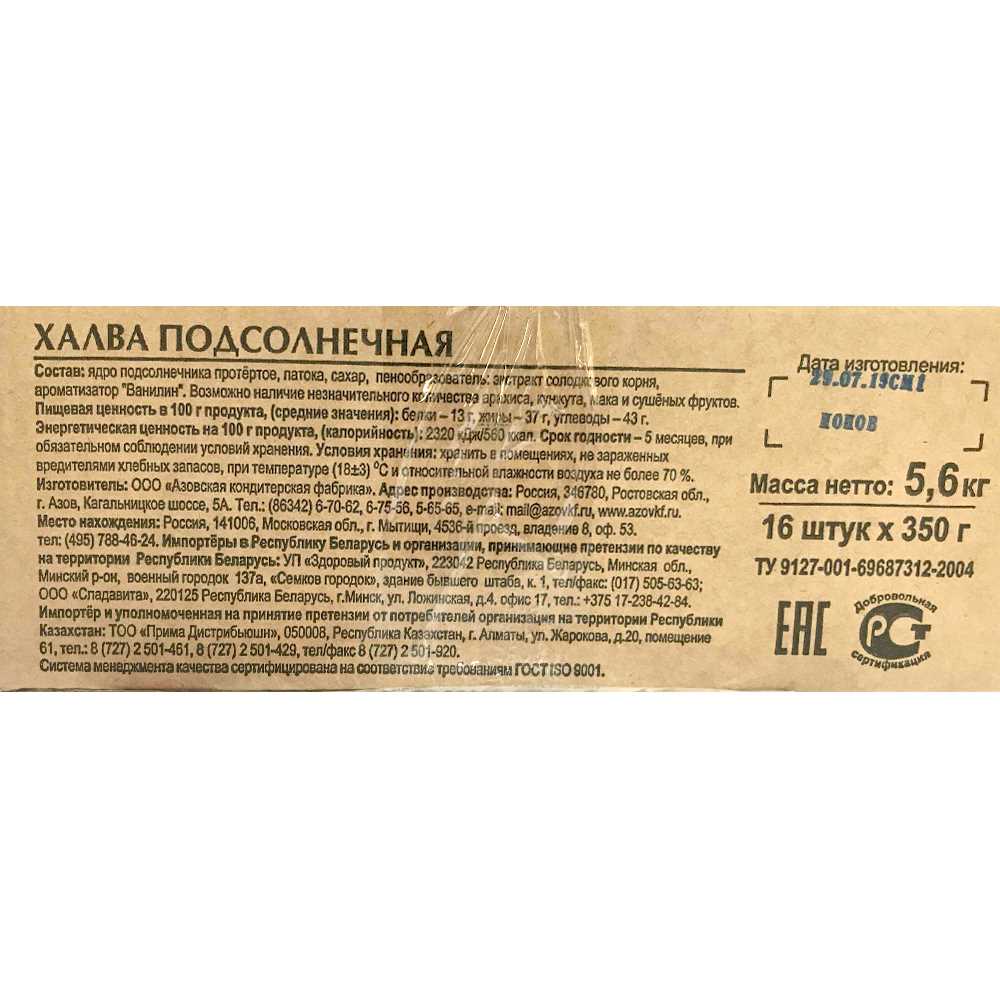 ХАЛВА ПОДСОЛНЕЧНАЯ
Состав: ядро подсолнечника протёртое, патока, сахар, пенообразователь: экстракт солодкового корня,
ароматизатор "Ванилин". Возможно наличие незначительного количества арахиса, кунжута, мака и сушёных фруктов.
Пищевая ценность в 100 г продукта, (средние значения): белки – 13 г, жиры – 37 г, углеводы – 43 г.
Энергетическая ценность на 100 г продукта, (калорийность): 2320 кДж/560 ккал. Срок годности – 5 месяцев, при
обязательном соблюдении условий хранения. Условия хранения: хранить в помещениях, не зараженных
вредителями хлебных запасов, при температуре (18±3) °С и относительной влажности воздуха не более 70 %.
Изготовитель: ООО «Азовская кондитерская фабрика». Адрес производства: Россия, 346780, Ростовская обл.,
г. Азов, Кагальницкое шоссе, 5А. Тел.: (86342) 6-70-62, 6-75-56, 5-65-65, e-mail: mail@azovkf.ru, www.azovkf.ru.
Место нахождения: Россия, 141006, Московская обл., г. Мытищи, 4536-й проезд, владение 8, оф. 53.
тел: (495) 788-46-24. Импортёры в Республику Беларусь и организации, принимающие претензии по качеству
на территории Республики Беларусь: УП «Здоровый продукт», 223042 Республика Беларусь, Минская обл.,
Минский р-он, военный городок 137а, «Семков городок», здание бывшего штаба, к. 1, тел/факс: (017) 505-63-63;
ООО «Спадавита», 220125 Республика Беларусь, г.Минск, ул. Ложинская, д.4. офис 17, тел.: +375 17-238-42-84.
Импортёр и уполномоченная на принятие претензии от потребителей организация на территории Республики
Казахстан: ТОО «Прима Дистрибьюшн», 050008, Республика Казахстан, г. Алматы, ул. Жарокова, д.20, помещение
61, тел.: 8 (727) 2 501-461, 8 (727) 2 501-429, тел/факс 8 (727) 2 501-920.
Система менеджмента качества сертифицирована на соответствие требованиям ГОСТ ISO 9001.
Дата изготовления:
29.07.19СМ1
ПОПОВ
Масса нетто: 5,6 кг
16 штук х 350 г
ТУ 9127-001-69687312-2004
ЕАС
Добровольная
РСТ
сертификация